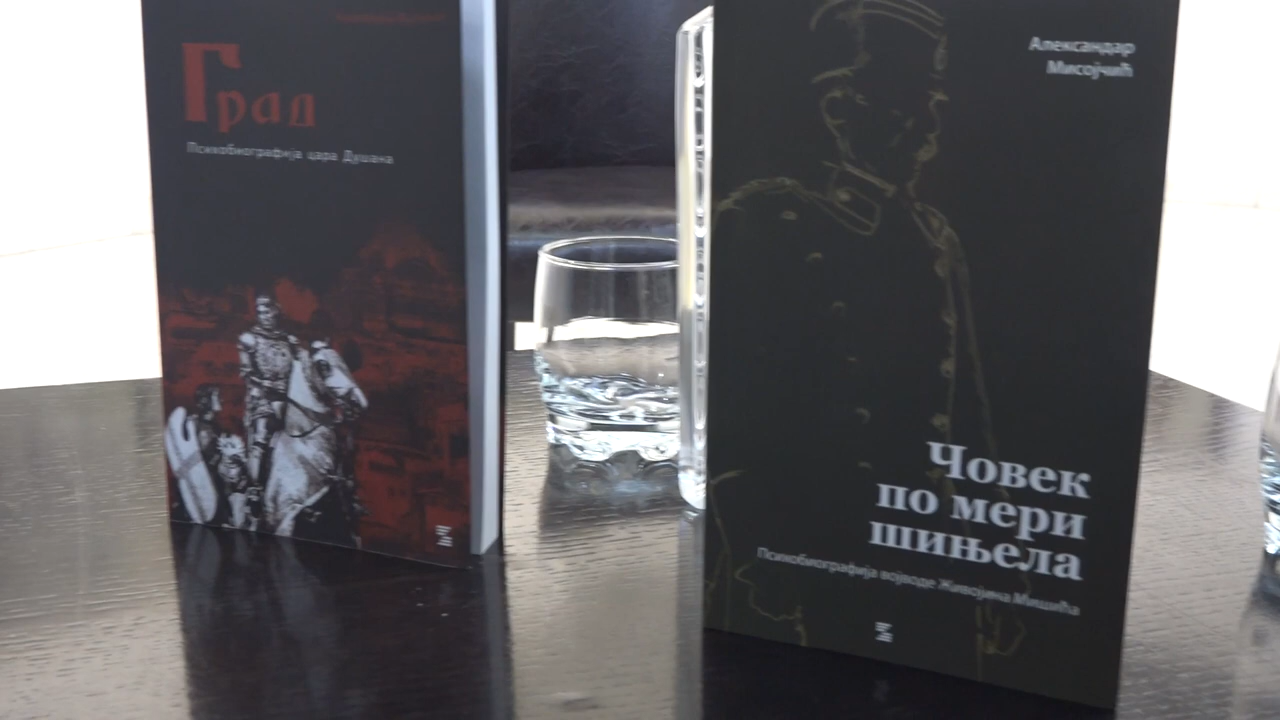 Град
Психобиографија цара Душана
Александар
Мисојчић
Човек
по мери
шињела
Психобиографија војводе Живојина Мишића